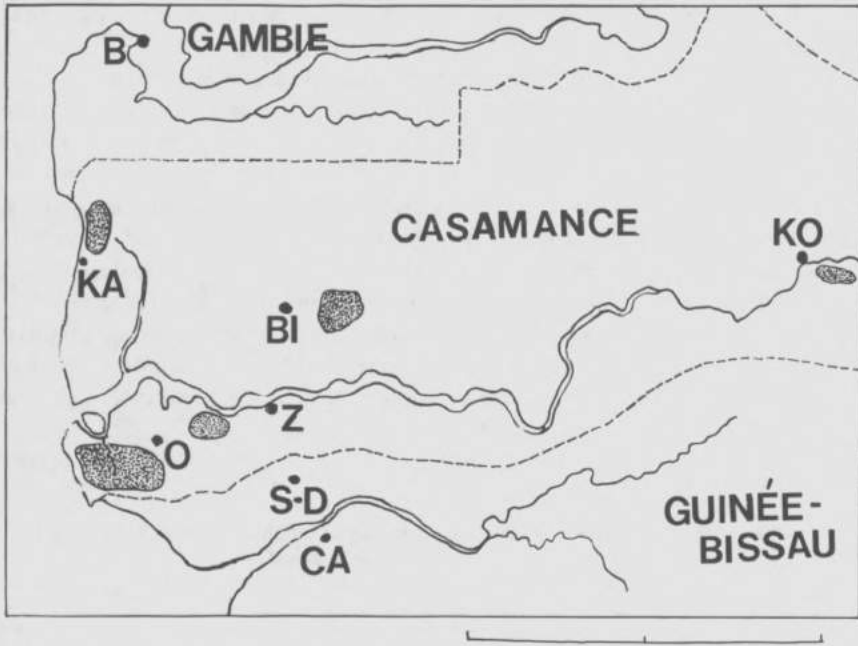 B
GAMBIE
CASAMANCE
KO
KA
BI
Z
O
S-D
GUINÉE-
BISSAU
CA